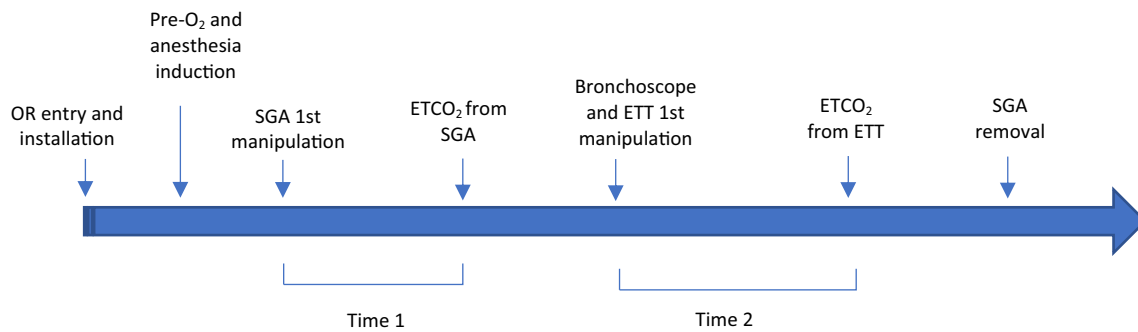 OR entry and
installation
Pre-O₂ and
anesthesia
induction
SGA 1st
manipulation
ETCO₂ from
SGA
Bronchoscope
and ETT 1st
manipulation
ETCO₂
from ETT
SGA
removal
Time 1
Time 2